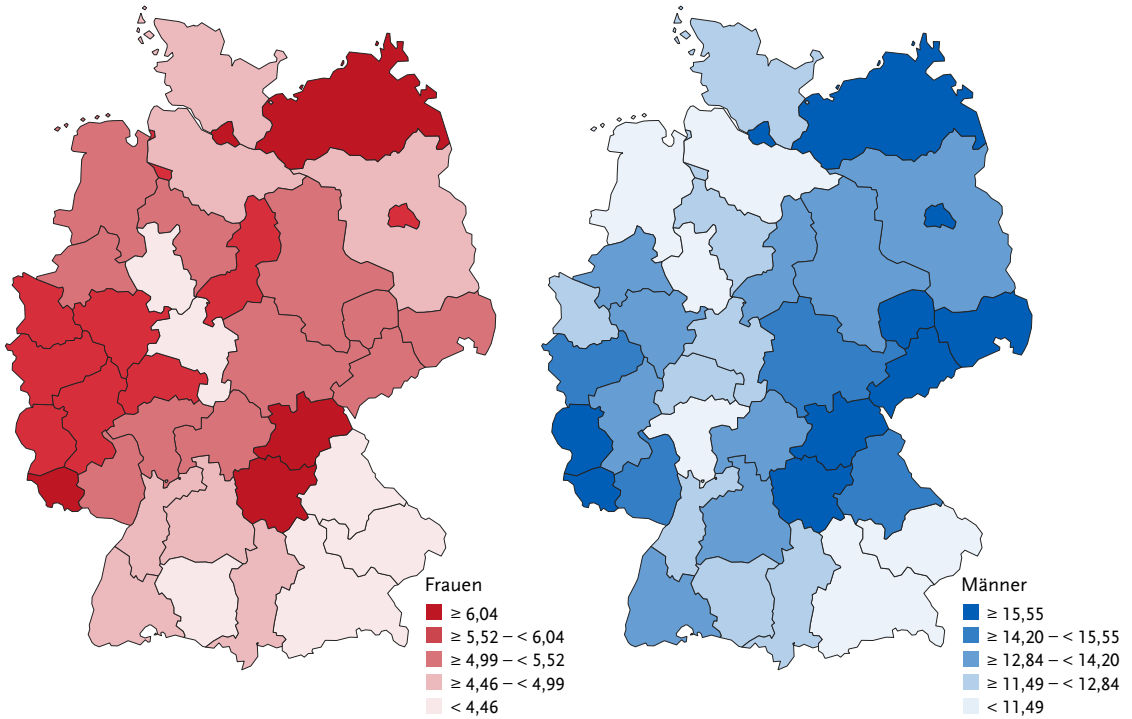 Frauen
≥ 6,04
≥ 5,52 – < 6,04
≥ 4,99 – < 5,52
≥ 4,46 – < 4,99
< 4,46
Männer
≥ 15,55
≥ 14,20 – < 15,55
≥ 12,84 – < 14,20
≥ 11,49 – < 12,84
< 11,49